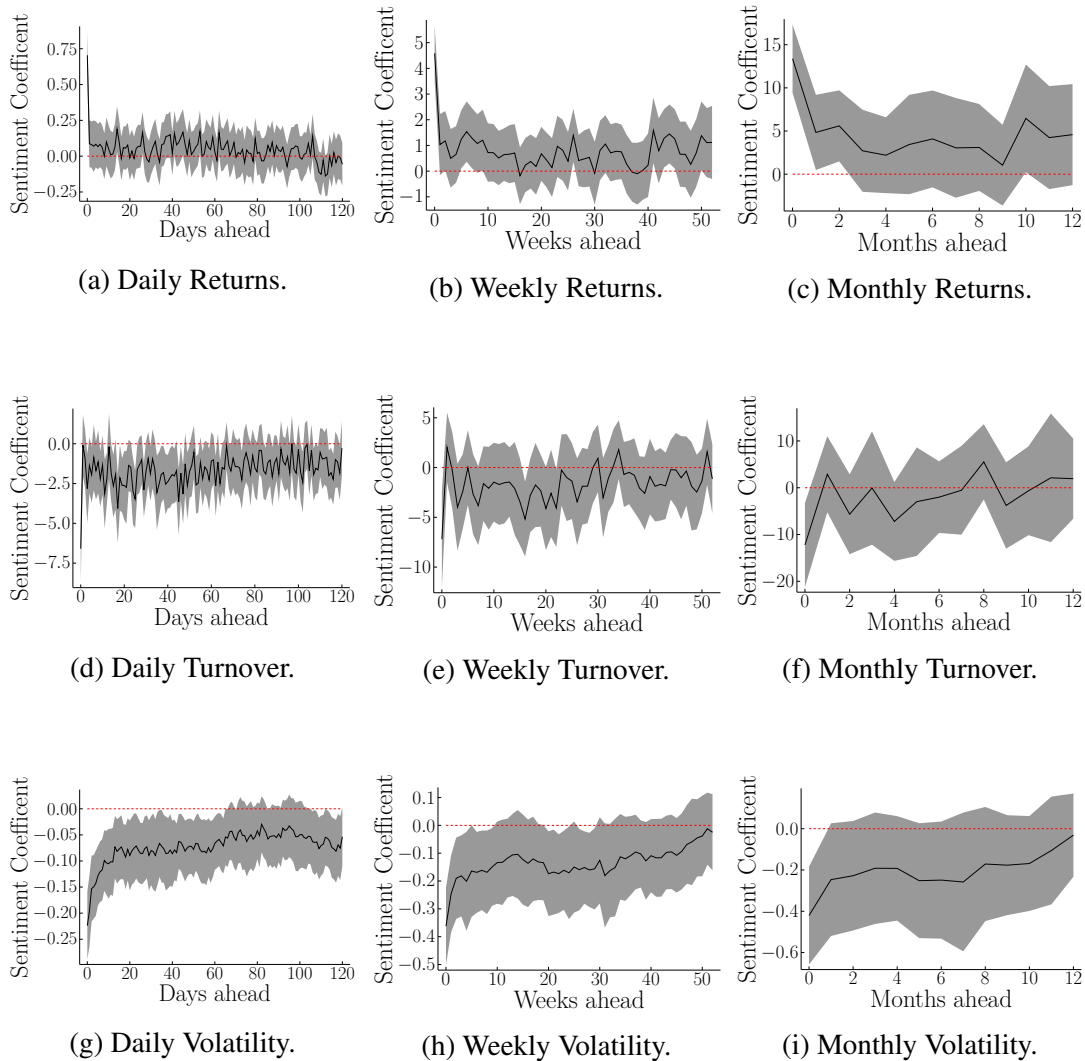 Sentiment Coefficent
0.75
0.50
0.25
0.00
−0.25
0 20 40 60 80 100 120
Days ahead
(a) Daily Returns.
Sentiment Coefficent
5
4
3
2
1
0
−1
0 10 20 30 40 50
Weeks ahead
(b) Weekly Returns.
Sentiment Coefficent
15
10
5
0
0 2 4 6 8 10 12
Months ahead
(c) Monthly Returns.
Sentiment Coefficent
0.0
−2.5
−5.0
−7.5
0 20 40 60 80 100 120
Days ahead
(d) Daily Turnover.
Sentiment Coefficent
5
0
−5
−10
0 10 20 30 40 50
Weeks ahead
(e) Weekly Turnover.
Sentiment Coefficent
10
0
−10
−20
0 2 4 6 8 10 12
Months ahead
(f) Monthly Turnover.
Sentiment Coefficent
0.00
−0.05
−0.10
−0.15
−0.20
−0.25
0 20 40 60 80 100 120
Days ahead
(g) Daily Volatility.
Sentiment Coefficent
0.1
0.0
−0.1
−0.2
−0.3
−0.4
−0.5
0 10 20 30 40 50
Weeks ahead
(h) Weekly Volatility.
Sentiment Coefficent
0.0
−0.2
−0.4
−0.6
0 2 4 6 8 10 12
Months ahead
(i) Monthly Volatility.